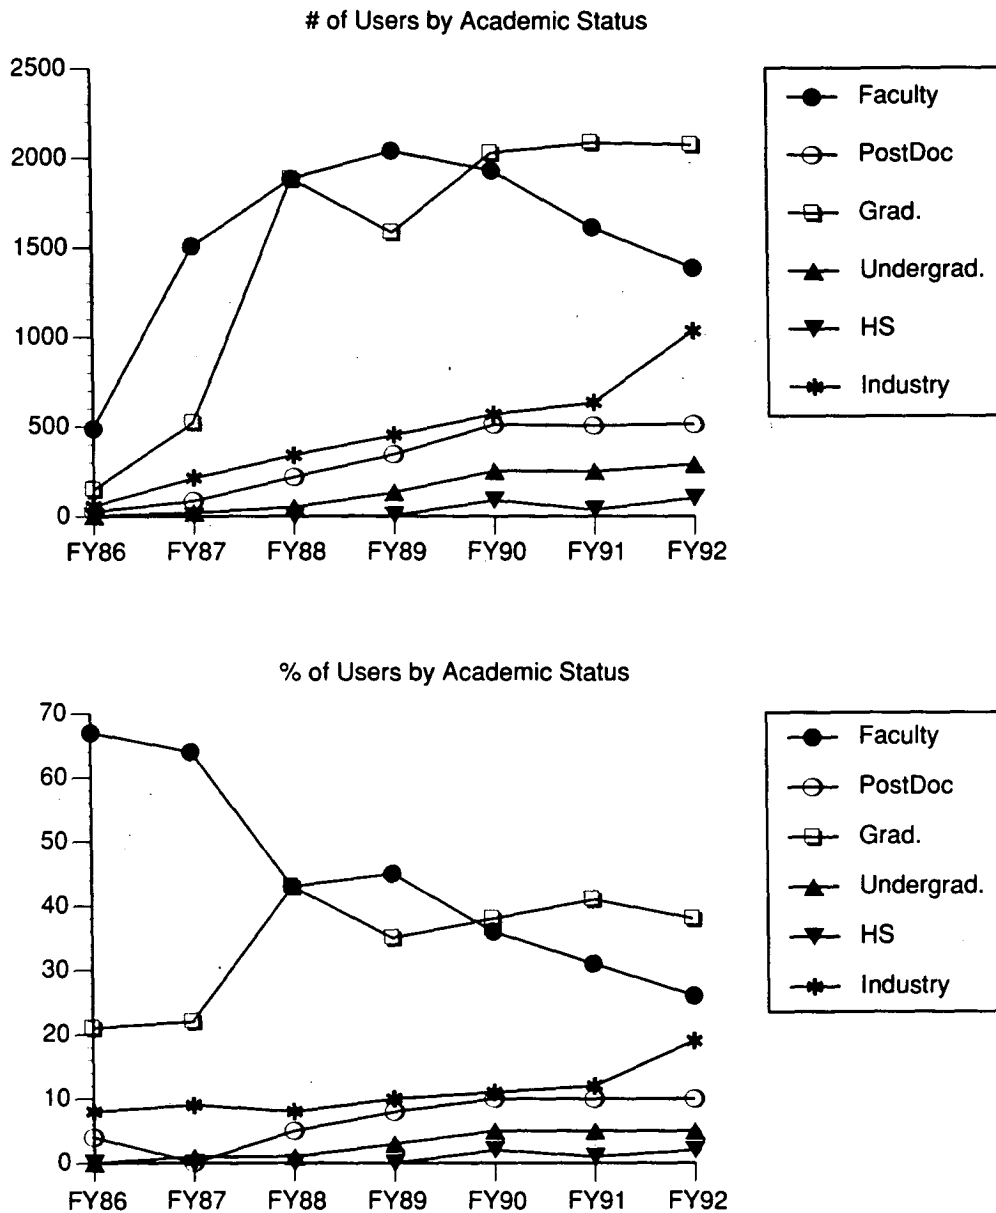 # of Users by Academic Status
2500
2000
1500
1000
500
0
FY86 FY87 FY88 FY89 FY90 FY91 FY92
Faculty
PostDoc
Grad.
Undergrad.
HS
Industry
% of Users by Academic Status
70
60
50
40
30
20
10
0
FY86 FY87 FY88 FY89 FY90 FY91 FY92
Faculty
PostDoc
Grad.
Undergrad.
HS
Industry